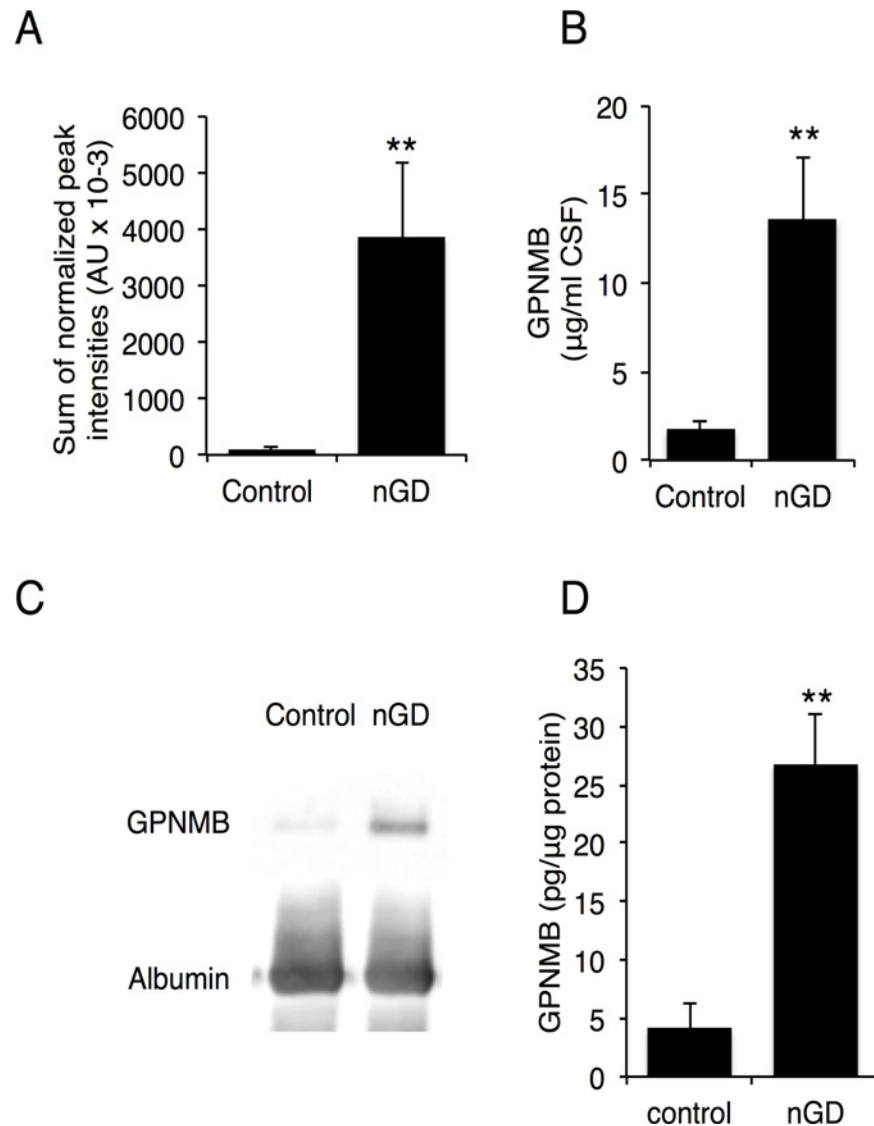 A
Sum of normalized peak
intensities (AU x 10-3)
6000
5000
4000
3000
2000
1000
0
**
Control nGD
B
GPNMB
(µg/ml CSF)
20
15
10
5
0
**
Control nGD
C
Control nGD
GPNMB
Albumin
D
GPNMB (pg/µg protein)
35
30
25
20
15
10
5
0
**
control nGD